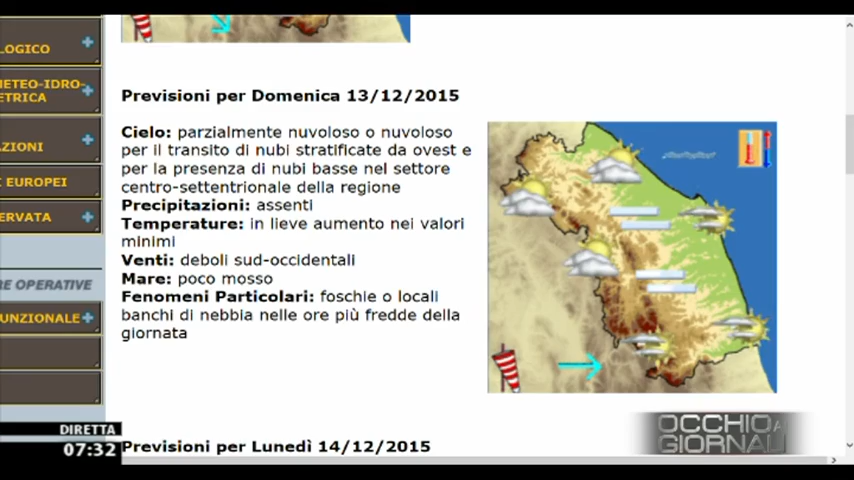 LOGICO
METEO-IDRO-
ETRICA
AZIONI
I EUROPEI
ERVATA
RE OPERATIVE
UNZIONALE
Previsioni per Domenica 13/12/2015
Cielo: parzialmente nuvoloso o nuvoloso
per il transito di nubi stratificate da ovest e
per la presenza di nubi basse nel settore
centro-settentrionale della regione
Precipitazioni: assenti
Temperature: in lieve aumento nei valori
minimi
Venti: deboli sud-occidentali
Mare: poco mosso
Fenomeni Particolari: foschie o locali
banchi di nebbia nelle ore più fredde della
giornata
Previsioni per Lunedì 14/12/2015
DIRETTA
07:32
OCCHIO AI
GIORNALI